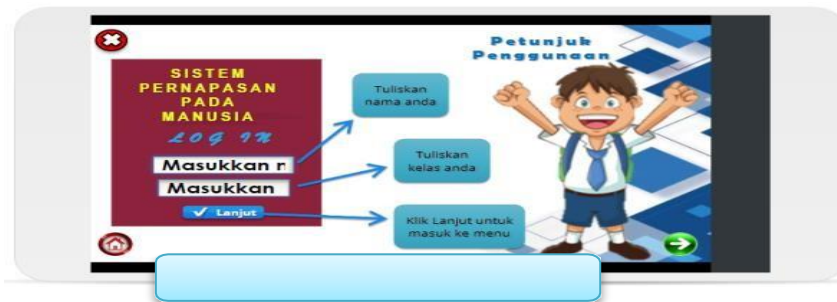 Petunjuk
Penggunaan
SISTEM
PERNAPASAN
PADA
MANUSIA
LOG IN
Masukkan n
Masukkan
Lanjut
Tuliskan
nama anda
Tuliskan
kelas anda
Klik Lanjut untuk
masuk ke menu